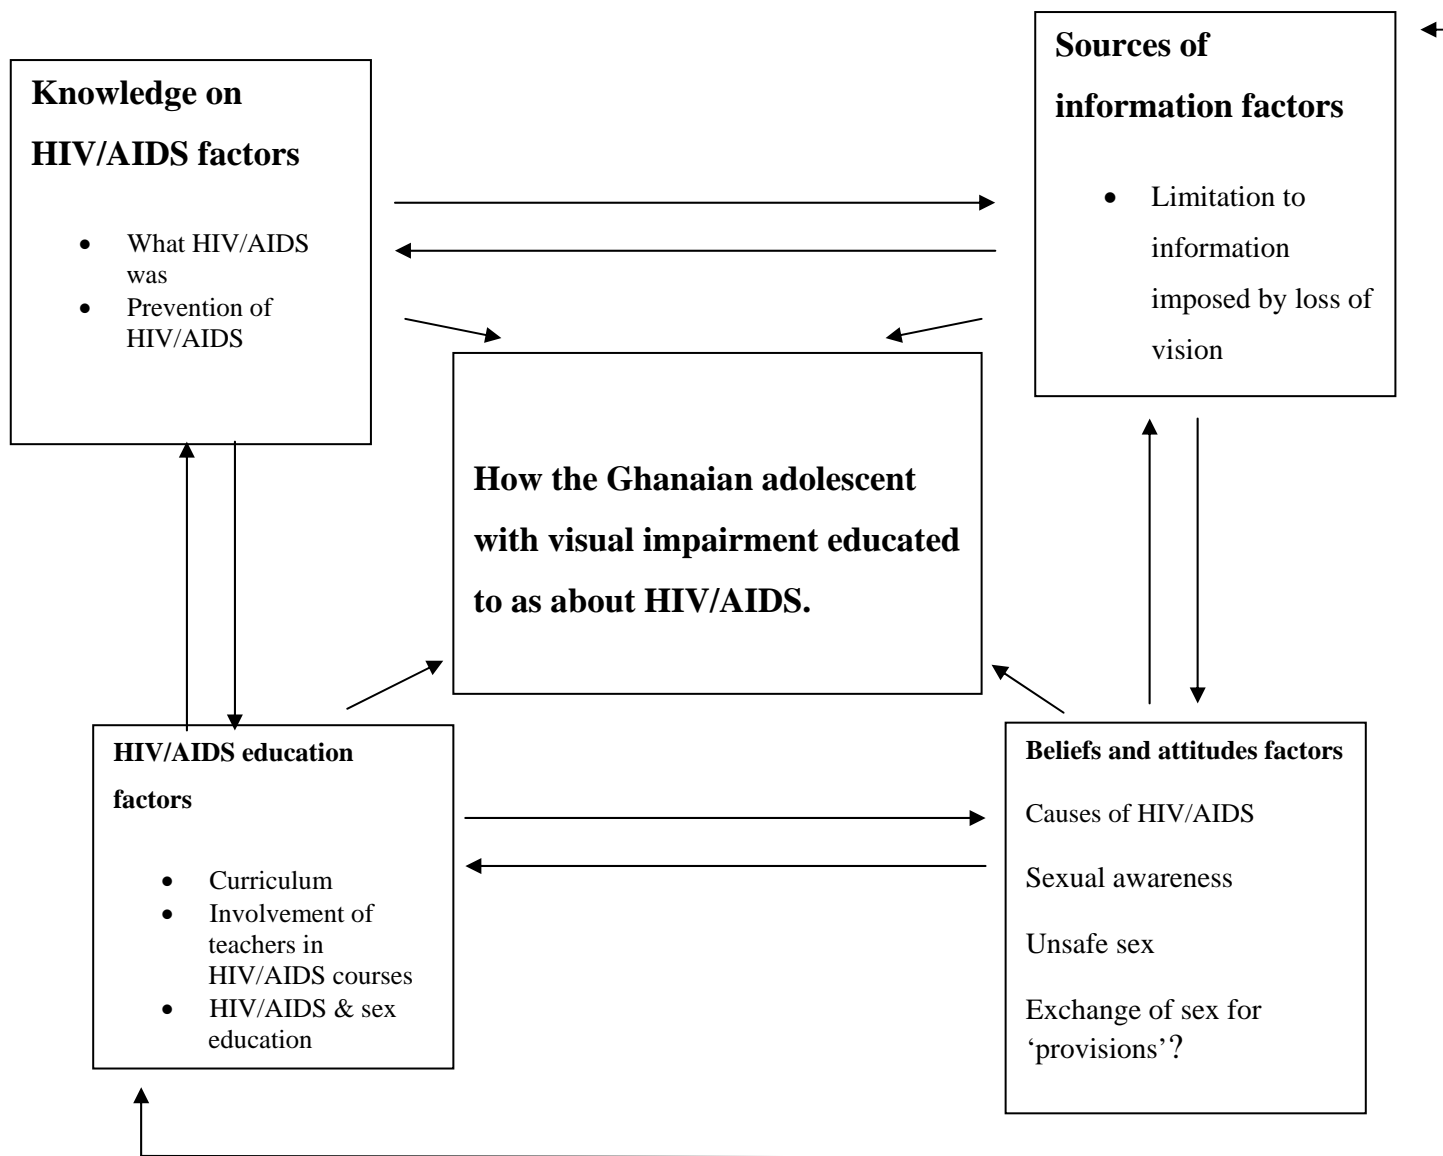 Knowledge on
HIV/AIDS factors
• What HIV/AIDS
was
• Prevention of
HIV/AIDS
Sources of
information factors
• Limitation to
information
imposed by loss of
vision
How the Ghanaian adolescent
with visual impairment educated
to as about HIV/AIDS.
HIV/AIDS education
factors
• Curriculum
• Involvement of
teachers in
HIV/AIDS courses
• HIV/AIDS & sex
education
Beliefs and attitudes factors
Causes of HIV/AIDS
Sexual awareness
Unsafe sex
Exchange of sex for
‘provisions’?